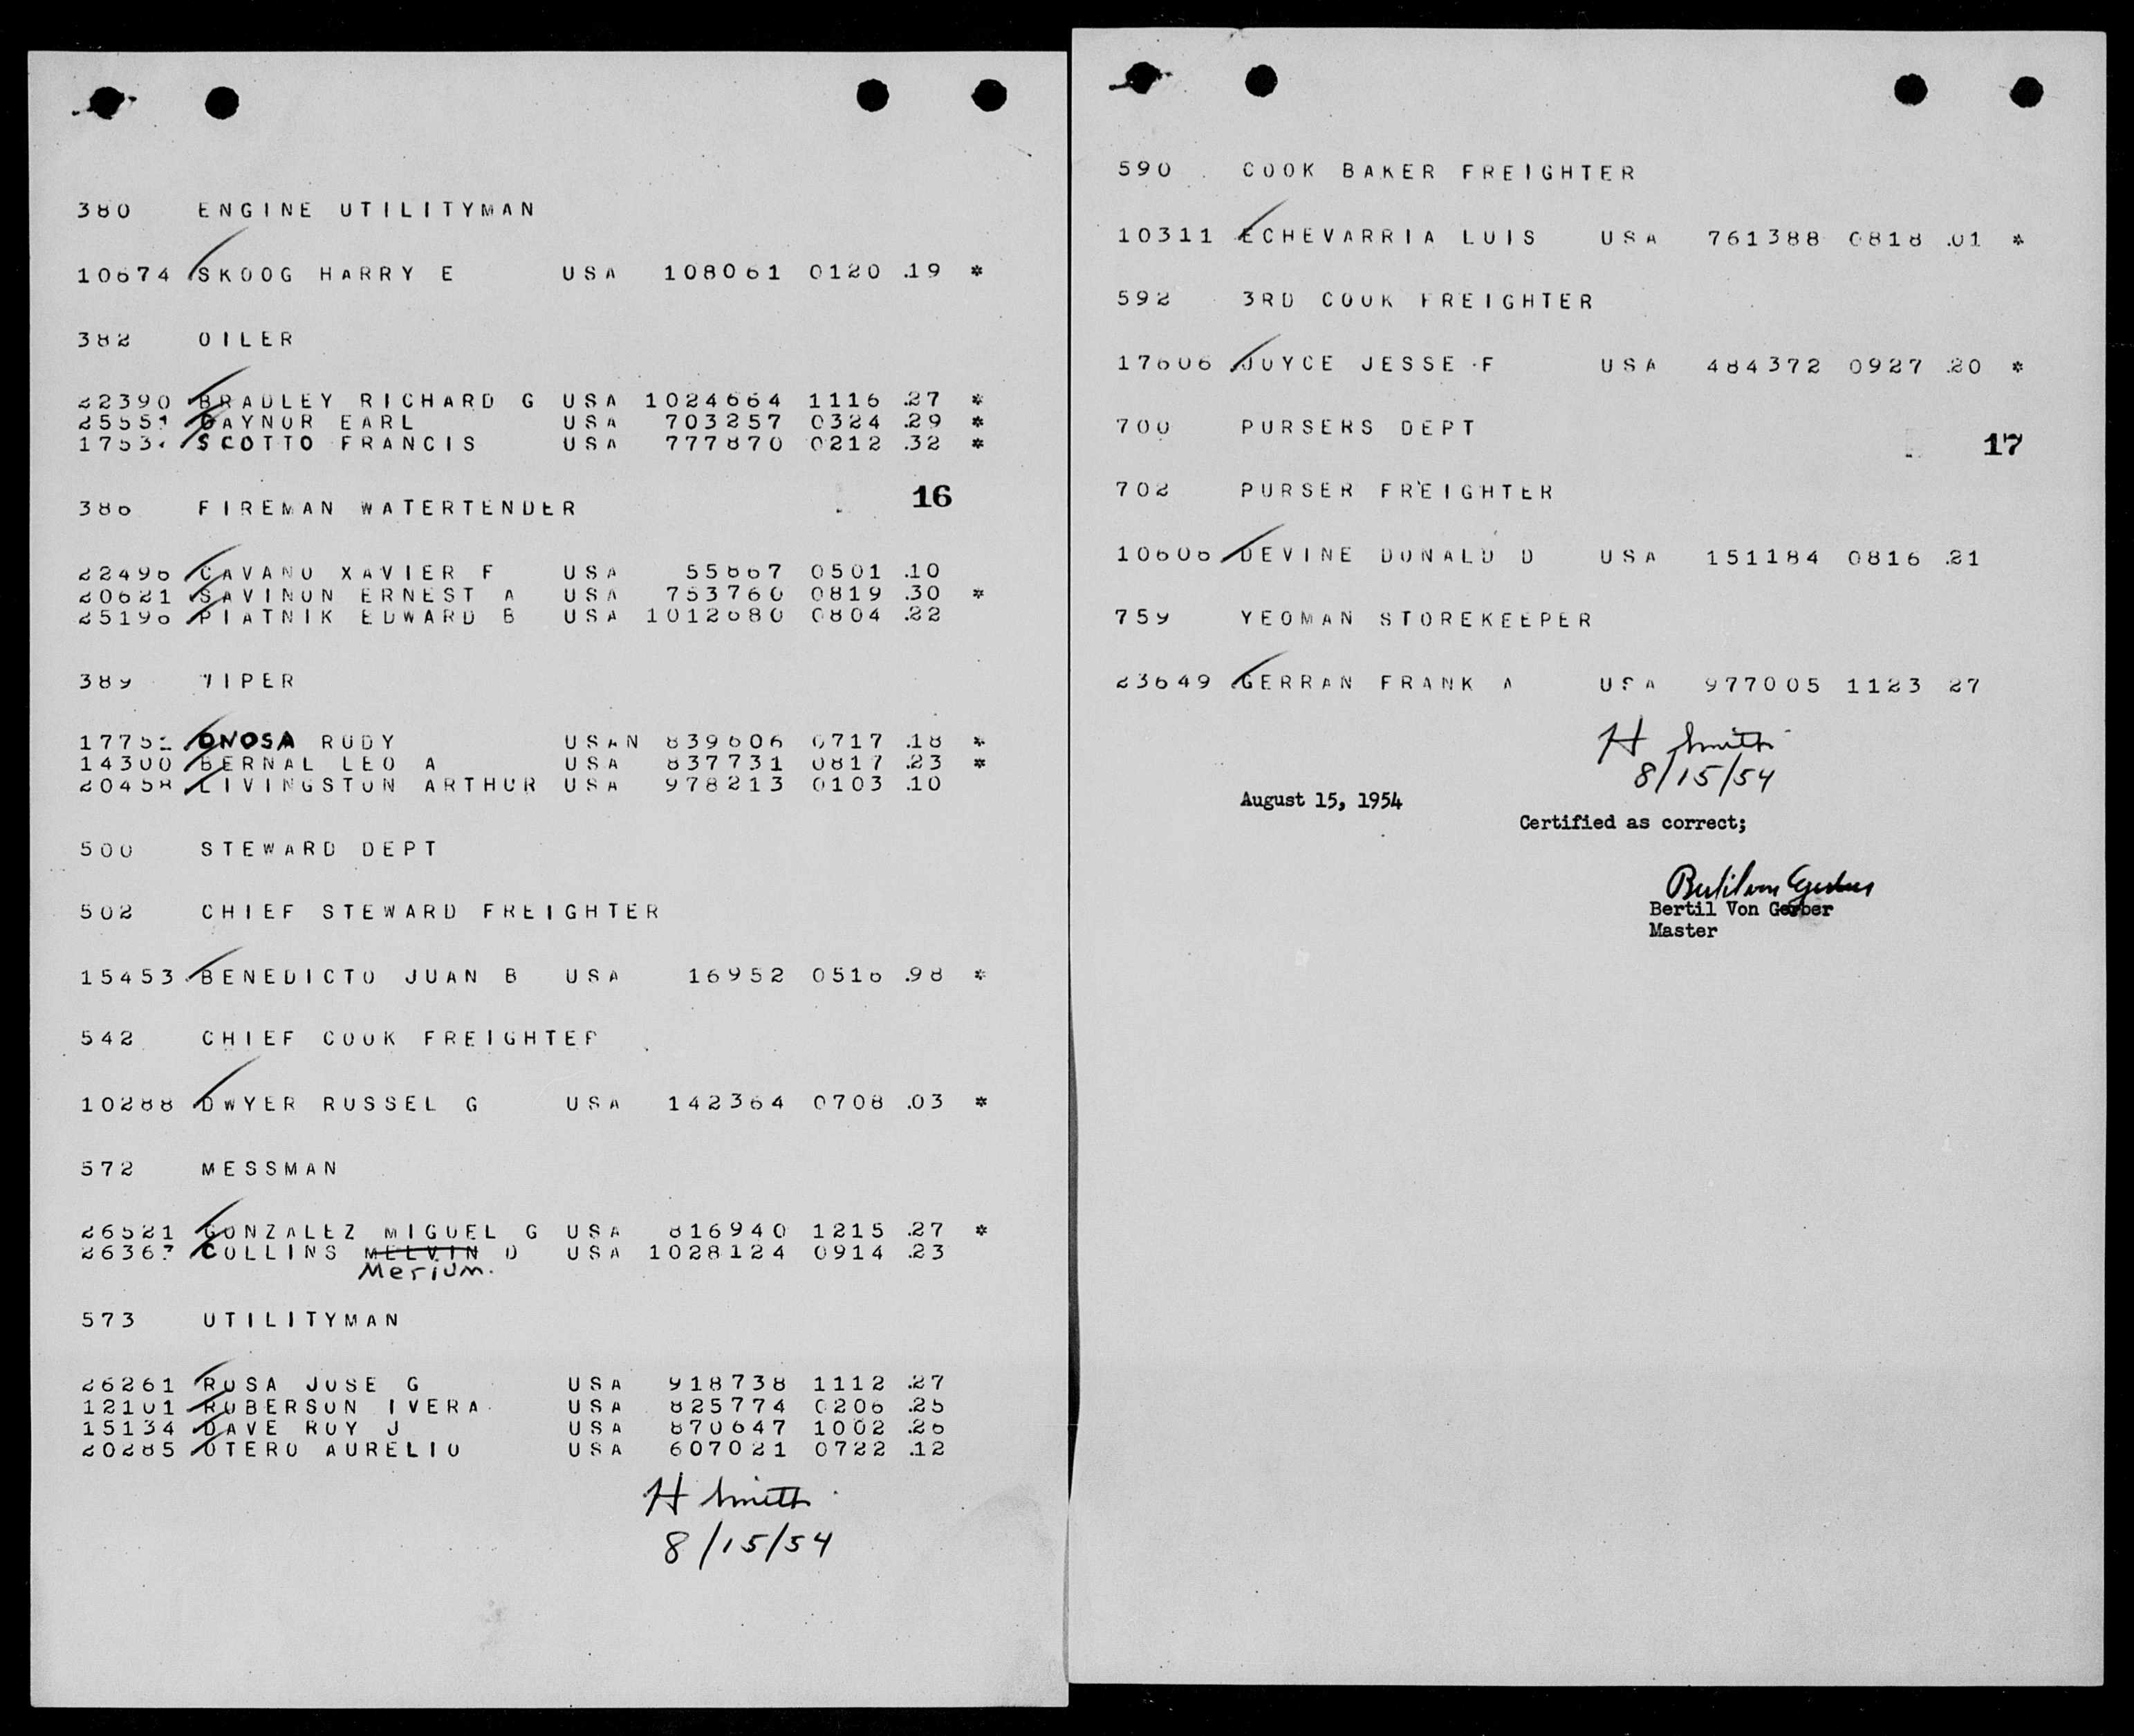 380 ENGINE UTILITYMAN
10674 SKOOG HARRY E USA 108061 0120 .19 *
382 OILER
22390 BRADLEY RICHARD G USA 1024664 1116 .27 *
25551 GAYNOR EARL USA 703257 0324 .29 *
SCOTTO FRANCIS USA 777870 0212 .32 *
16
386 FIREMAN WATERTENDER
22496 CAVANO XAVIER F USA 55667 0501 .10
20621 SAVINON ERNEST A USA 753760 0819 .30 *
25196 PIATNIK EDWARD B USA 1012680 0804 .22
389 WIPER
ONOSA RUDY USAN 839606 0717 .18 *
14300 BERNAL LEO A USA 837731 0817 .23 *
20458 LIVINGSTON ARTHUR USA 978213 0103 .10
500 STEWARD DEPT
502 CHIEF STEWARD FREIGHTER
15453 BENEDICTO JUAN B USA 16952 0516 .98 *
542 CHIEF COOK FREIGHTER
10288 DWYER RUSSEL G USA 142364 0708 .03 *
572 MESSMAN
26521 GONZALEZ MIGUEL G USA 816940 1215 .27 *
COLLINS MELVIN D USA 1028124 0914 .23
Merium.
573 UTILITYMAN
26261 ROSA JOSE G USA 918738 1112 .27
12101 ROBERSON IVERA USA 825774 0206 .25
15134 DAVE ROY J USA 870647 1002 .26
20285 OTERO AURELIO USA 607021 0722 .12
H Smith
8/15/54
590 COOK BAKER FREIGHTER
10311 ECHEVARRIA LUIS USA 761388 0818 .01 *
592 3RD COOK FREIGHTER
17606 JOYCE JESSE F USA 484372 0927 .20 *
700 PURSERS DEPT
17
702 PURSER FREIGHTER
10606 DEVINE DONALD D USA 151184 0816 .21
759 YEOMAN STOREKEEPER
23649 GERRAN FRANK A USA 977005 1123 27
H Smith
8/15/54
August 15, 1954
Certified as correct;
Bertil von Gerber
Bertil Von Gerber
Master